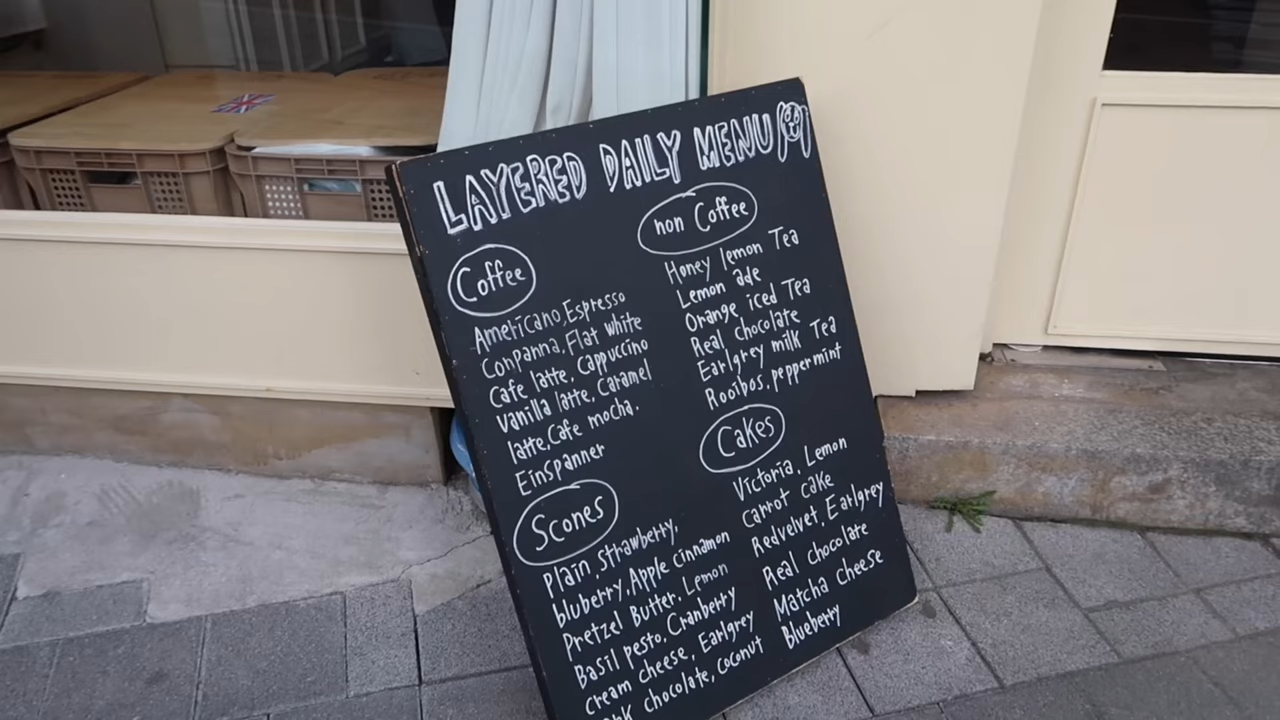 LAYERED DAILY MENU
Coffee
Americano, Espresso
Conpanna, Flat white
Cafe latte, Cappuccino
Vanilla latte, Caramel
latte, Cafe mocha.
Einspanner
non Coffee
Honey lemon Tea
Lemon ade
Orange iced Tea
Real chocolate
Earlgrey milk Tea
Rooibos, peppermint
Scones
Plain, strawberry,
bluberry, Apple cinnamon
Pretzel Butter, Lemon
Basil pesto, Cranberry
cream cheese, Earlgrey
chocolate, coconut
Cakes
Victoria, Lemon
carrot cake
Redvelvet, Earlgrey
Real chocolate
Matcha cheese
Blueberry